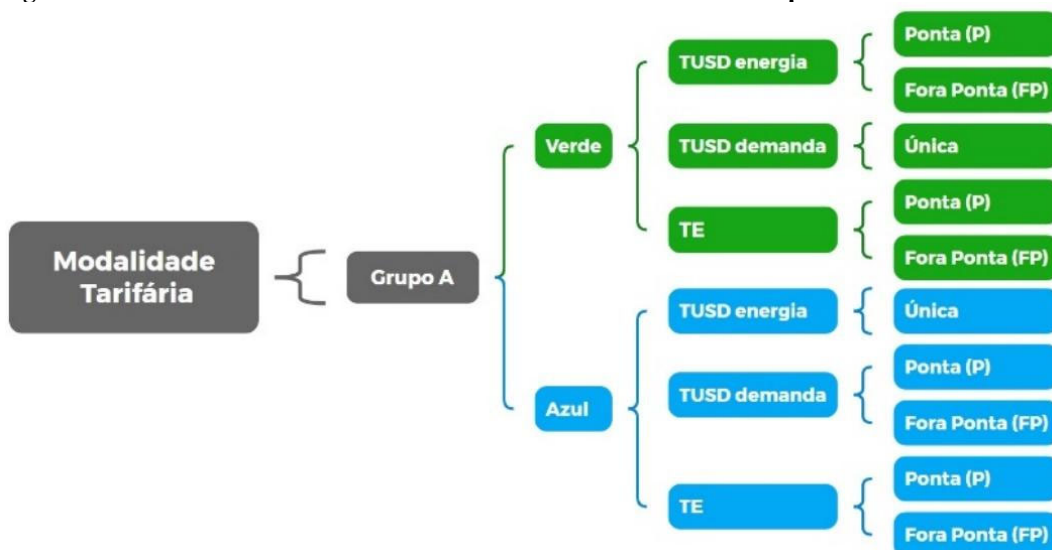 Modalidade
Tarifária
Grupo A
Verde
TUSD energia
Ponta (P)
Fora Ponta (FP)
TUSD demanda
Única
TE
Ponta (P)
Fora Ponta (FP)
Azul
TUSD energia
Única
TUSD demanda
Ponta (P)
Fora Ponta (FP)
TE
Ponta (P)
Fora Ponta (FP)